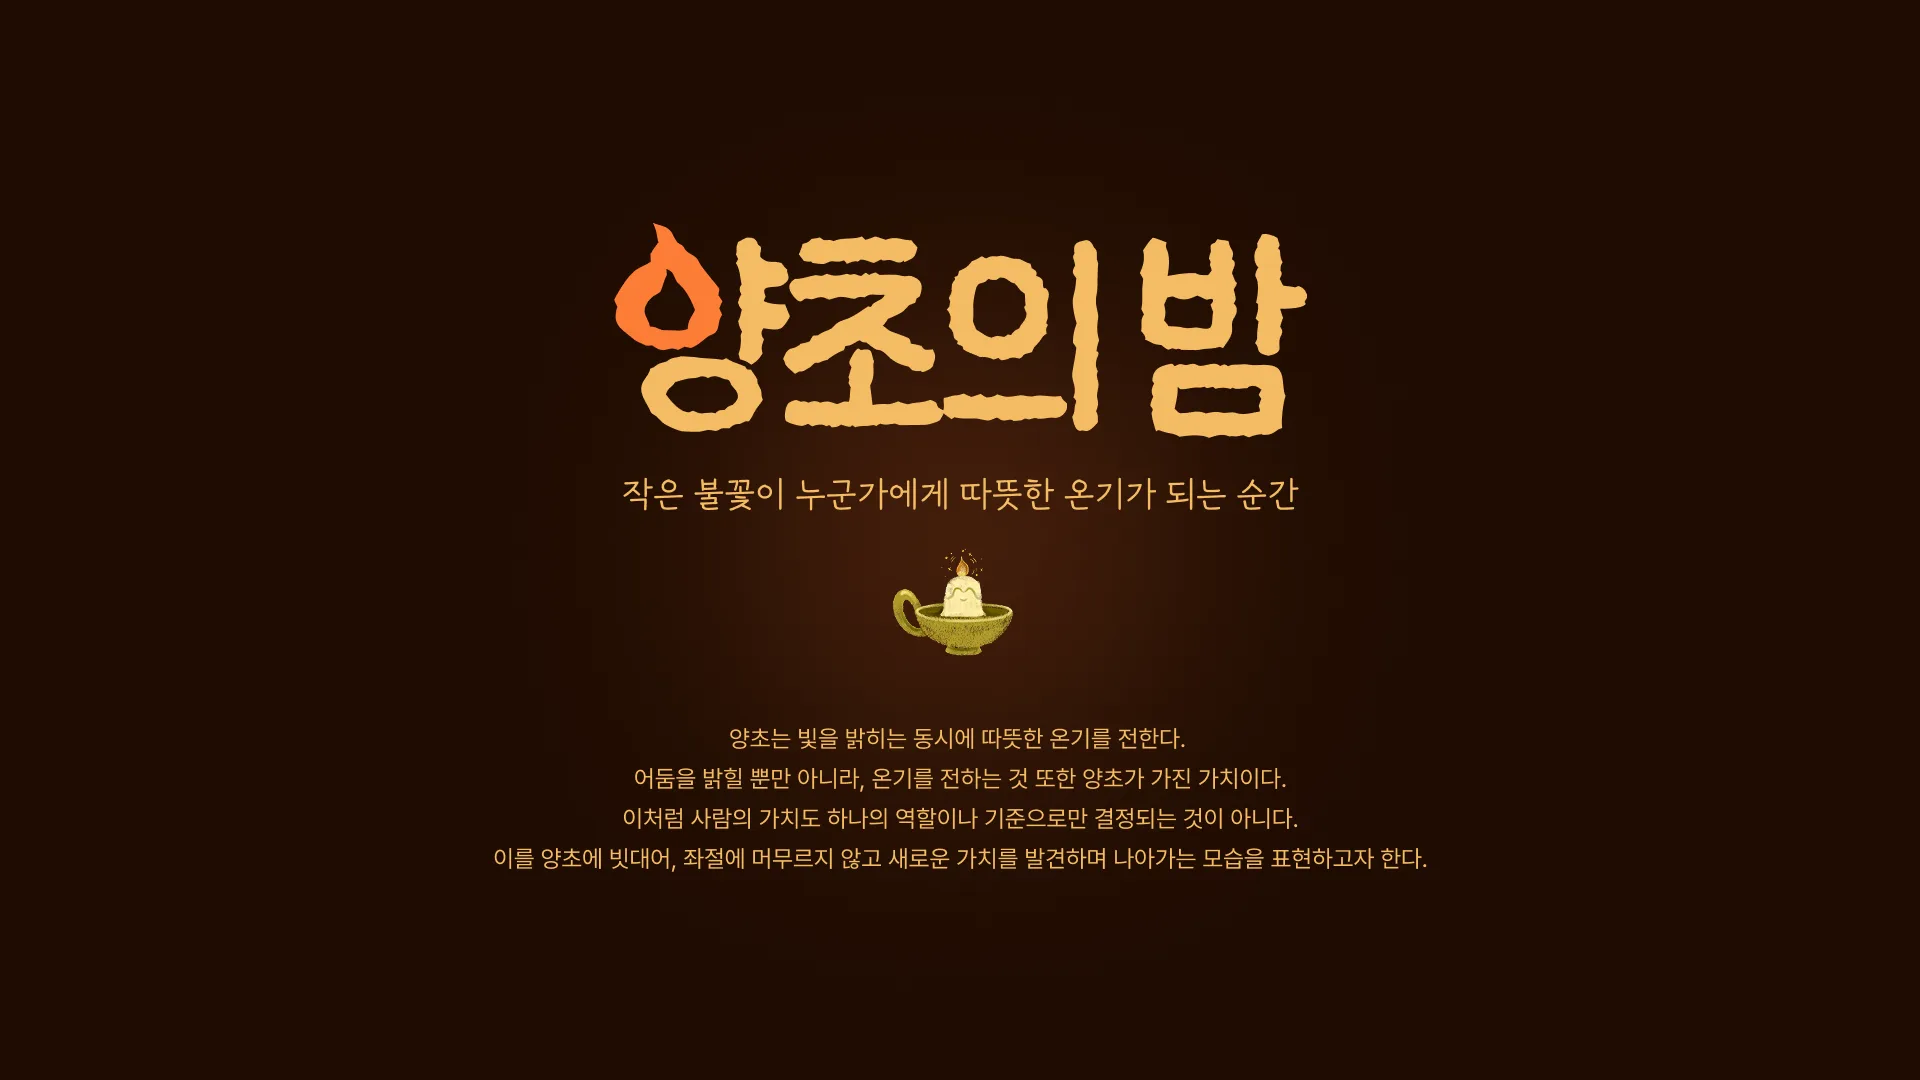 양초의 밤
작은 불꽃이 누군가에게 따뜻한 온기가 되는 순간
양초는 빛을 밝히는 동시에 따뜻한 온기를 전한다.
어둠을 밝힐 뿐만 아니라, 온기를 전하는 것 또한 양초가 가진 가치이다.
이처럼 사람의 가치도 하나의 역할이나 기준으로만 결정되는 것이 아니다.
이를 양초에 빗대어, 좌절에 머무르지 않고 새로운 가치를 발견하며 나아가는 모습을 표현하고자 한다.